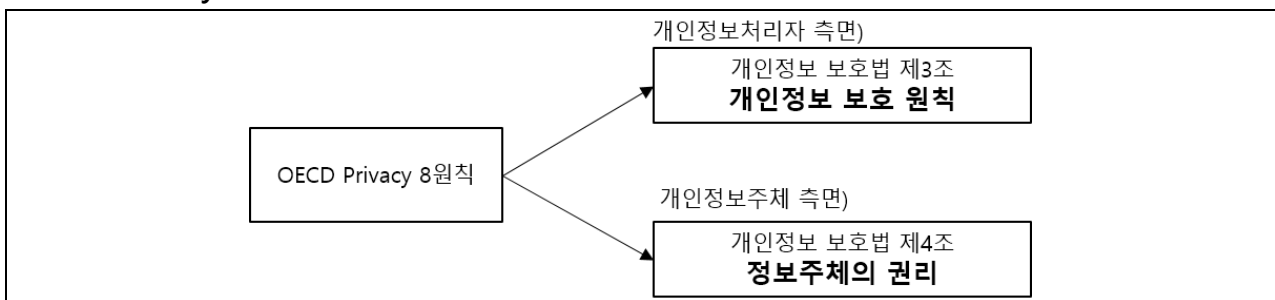 개인정보처리자 측면)
개인정보 보호법 제3조
개인정보 보호 원칙
OECD Privacy 8원칙
개인정보주체 측면)
개인정보 보호법 제4조
정보주체의 권리